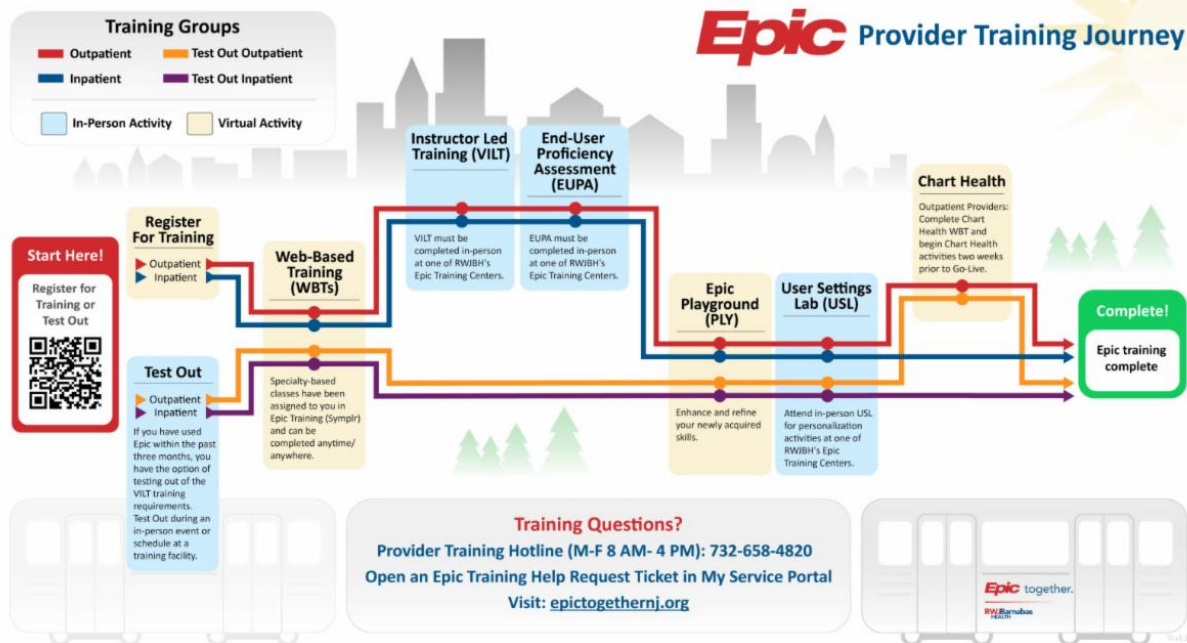 Training Groups
Outpatient
Test Out Outpatient
Inpatient
Test Out Inpatient
In-Person Activity
Virtual Activity
Epic Provider Training Journey
Start Here!
Register for
Training or
Test Out
Register
For Training
Outpatient
Inpatient
Test Out
Outpatient
Inpatient
If you have used
Epic within the past
three months, you
have the option of
testing out of the
VILT training
requirements.
Test Out during an
in-person event or
schedule at a
training facility.
Web-Based
Training
(WBTs)
Specialty-based
classes have been
assigned to you in
Epic Training (Symplr)
and can be
completed anytime/
anywhere.
Instructor Led
Training (VILT)
VILT must be
completed in-person
at one of RWJBH's
Epic Training Centers.
End-User
Proficiency
Assessment
(EUPA)
EUPA must be
completed in-person
at one of RWJBH's
Epic Training Centers.
Epic
Playground
(PLY)
Enhance and refine
your newly acquired
skills.
User Settings
Lab (USL)
Attend in-person USL
for personalization
activities at one of
RWJBH's Epic
Training Centers.
Chart Health
Outpatient Providers:
Complete Chart
Health WBT and
begin Chart Health
activities two weeks
prior to Go-Live.
Complete!
Epic training
complete
Training Questions?
Provider Training Hotline (M-F 8 AM- 4 PM): 732-658-4820
Open an Epic Training Help Request Ticket in My Service Portal
Visit: epictogethernj.org
Epic together.
RWJBarnabas
HEALTH